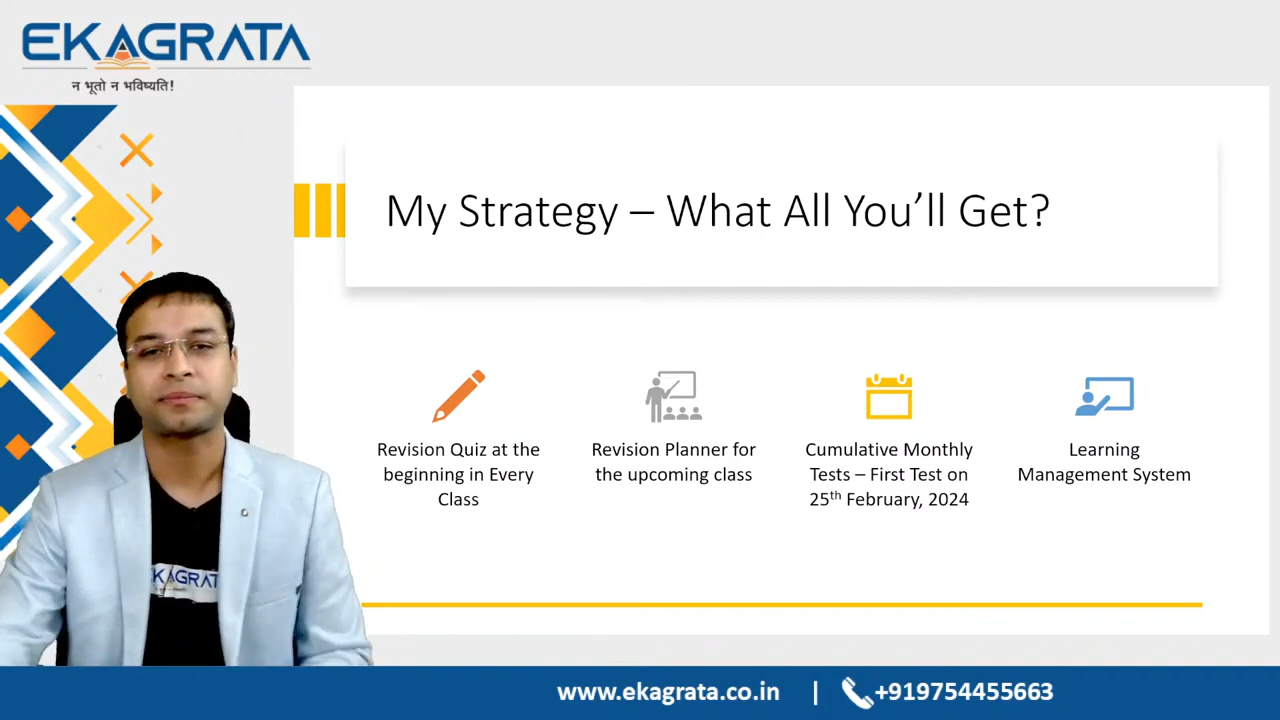 EKAGRATA
न भूतो न भविष्यति!
My Strategy – What All You’ll Get?
Revision Quiz at the
beginning in Every
Class
Revision Planner for
the upcoming class
Cumulative Monthly
Tests – First Test on
25th February, 2024
Learning
Management System
EKAGRATA
www.ekagrata.co.in | +919754455663